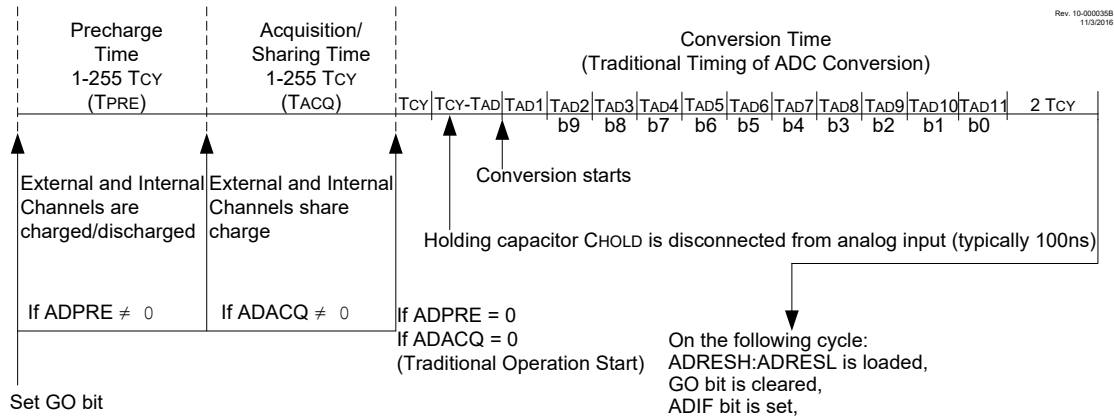 Rev. 10-000035B
11/3/2016
Precharge
Time
1-255 TCY
(TPRE)
Acquisition/
Sharing Time
1-255 TCY
(TACQ)
Conversion Time
(Traditional Timing of ADC Conversion)
TCY TCY-TAD TAD1 TAD2 TAD3 TAD4 TAD5 TAD6 TAD7 TAD8 TAD9 TAD10 TAD11 2 TCY
b9 b8 b7 b6 b5 b4 b3 b2 b1 b0
Conversion starts
External and Internal
Channels are
charged/discharged
External and Internal
Channels share
charge
Holding capacitor CHOLD is disconnected from analog input (typically 100ns)
If ADPRE ≠ 0
If ADACQ ≠ 0
If ADPRE = 0
If ADACQ = 0
(Traditional Operation Start)
On the following cycle:
ADRESH:ADRESL is loaded,
GO bit is cleared,
ADIF bit is set,
Set GO bit